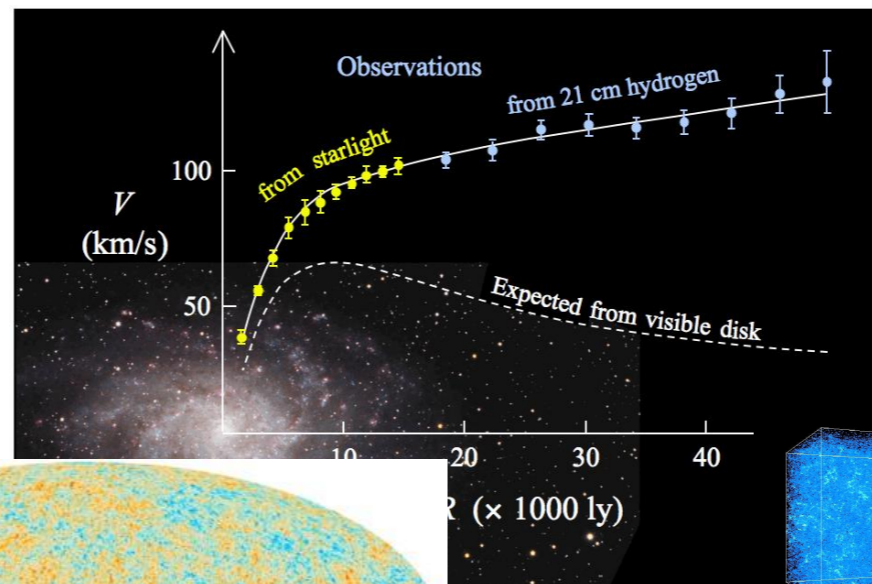 Observations
from starlight
from 21 cm hydrogen
100
V
(km/s)
50
Expected from visible disk
20
30
40
(× 1000 ly)